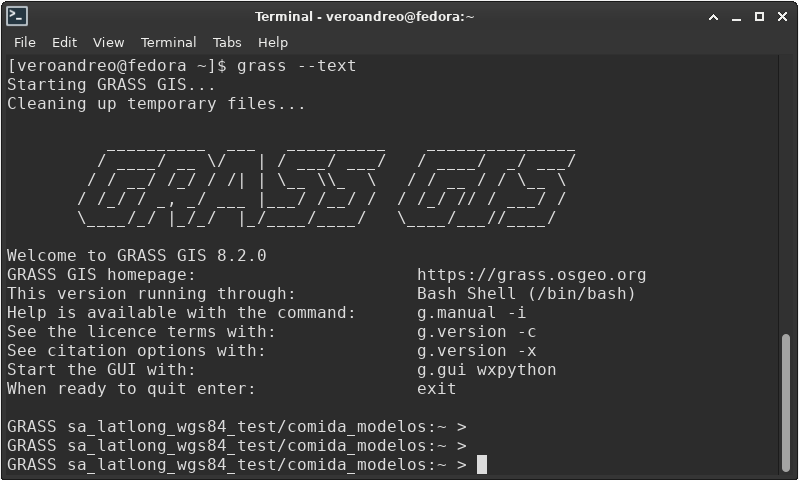 Terminal - veroandreo@fedora:~
File Edit View Terminal Tabs Help
[veroandreo@fedora ~]$ grass --text
Starting GRASS GIS...
Cleaning up temporary files...
GRASS GIS
Welcome to GRASS GIS 8.2.0
GRASS GIS homepage: https://grass.osgeo.org
This version running through: Bash Shell (/bin/bash)
Help is available with the command: g.manual -i
See the licence terms with: g.version -c
See citation options with: g.version -x
Start the GUI with: g.gui wxpython
When ready to quit enter: exit
GRASS sa_latlong_wgs84_test/comida_modelos:~ >
GRASS sa_latlong_wgs84_test/comida_modelos:~ >
GRASS sa_latlong_wgs84_test/comida_modelos:~ >